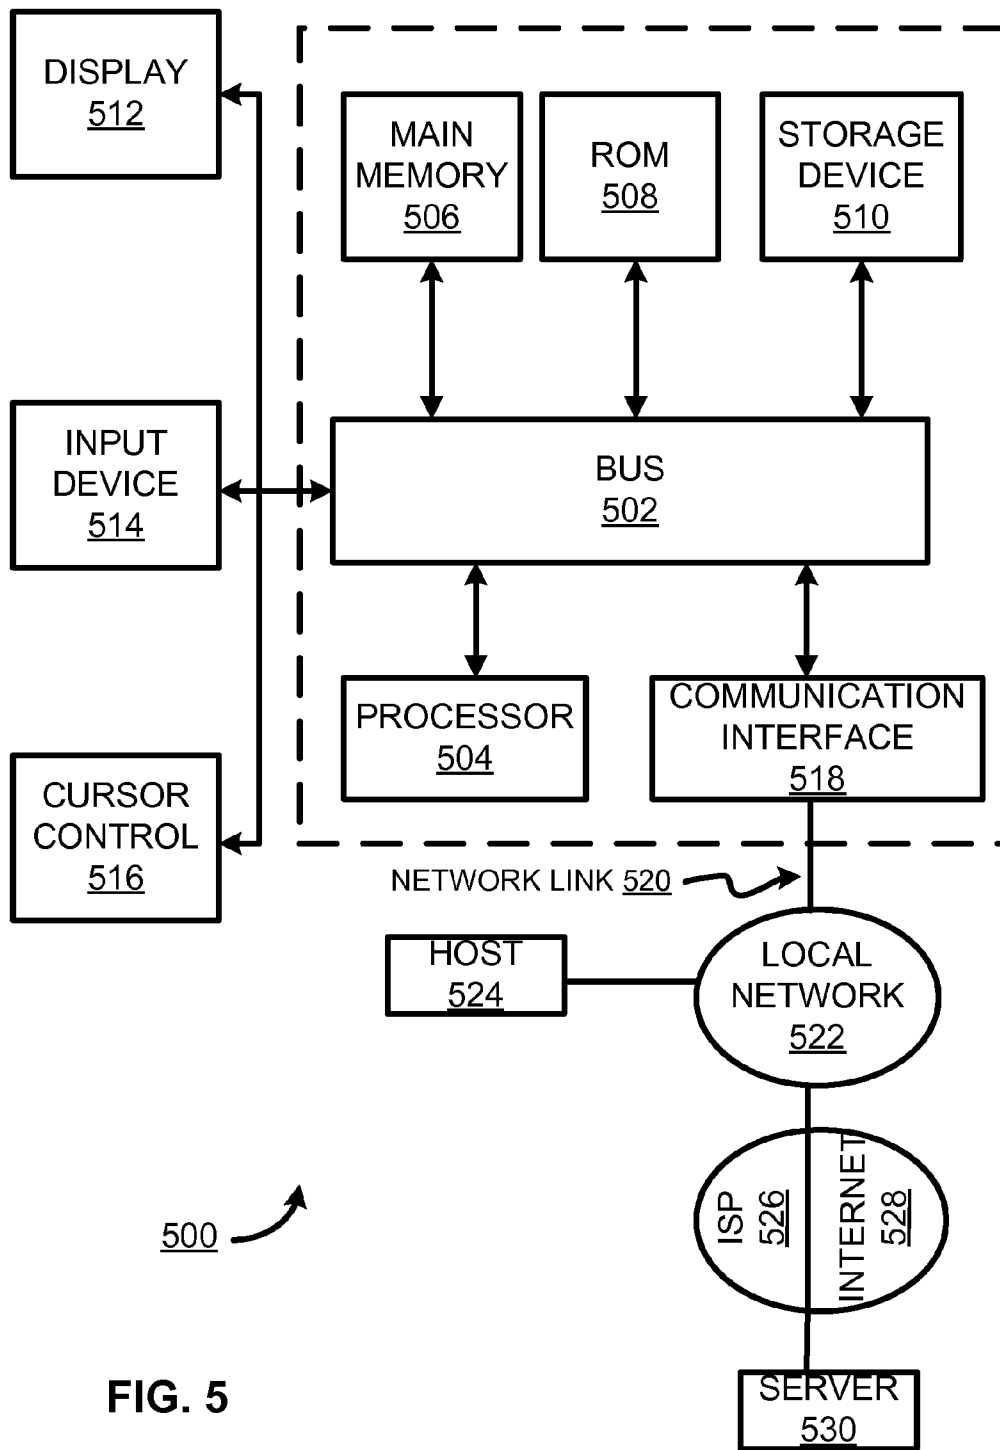 DISPLAY
512
MAIN
MEMORY
506
ROM
508
STORAGE
DEVICE
510
INPUT
DEVICE
514
BUS
502
PROCESSOR
504
COMMUNICATION
INTERFACE
518
CURSOR
CONTROL
516
NETWORK LINK 520
HOST
524
LOCAL
NETWORK
522
ISP
526
INTERNET
528
500
SERVER
530
FIG. 5